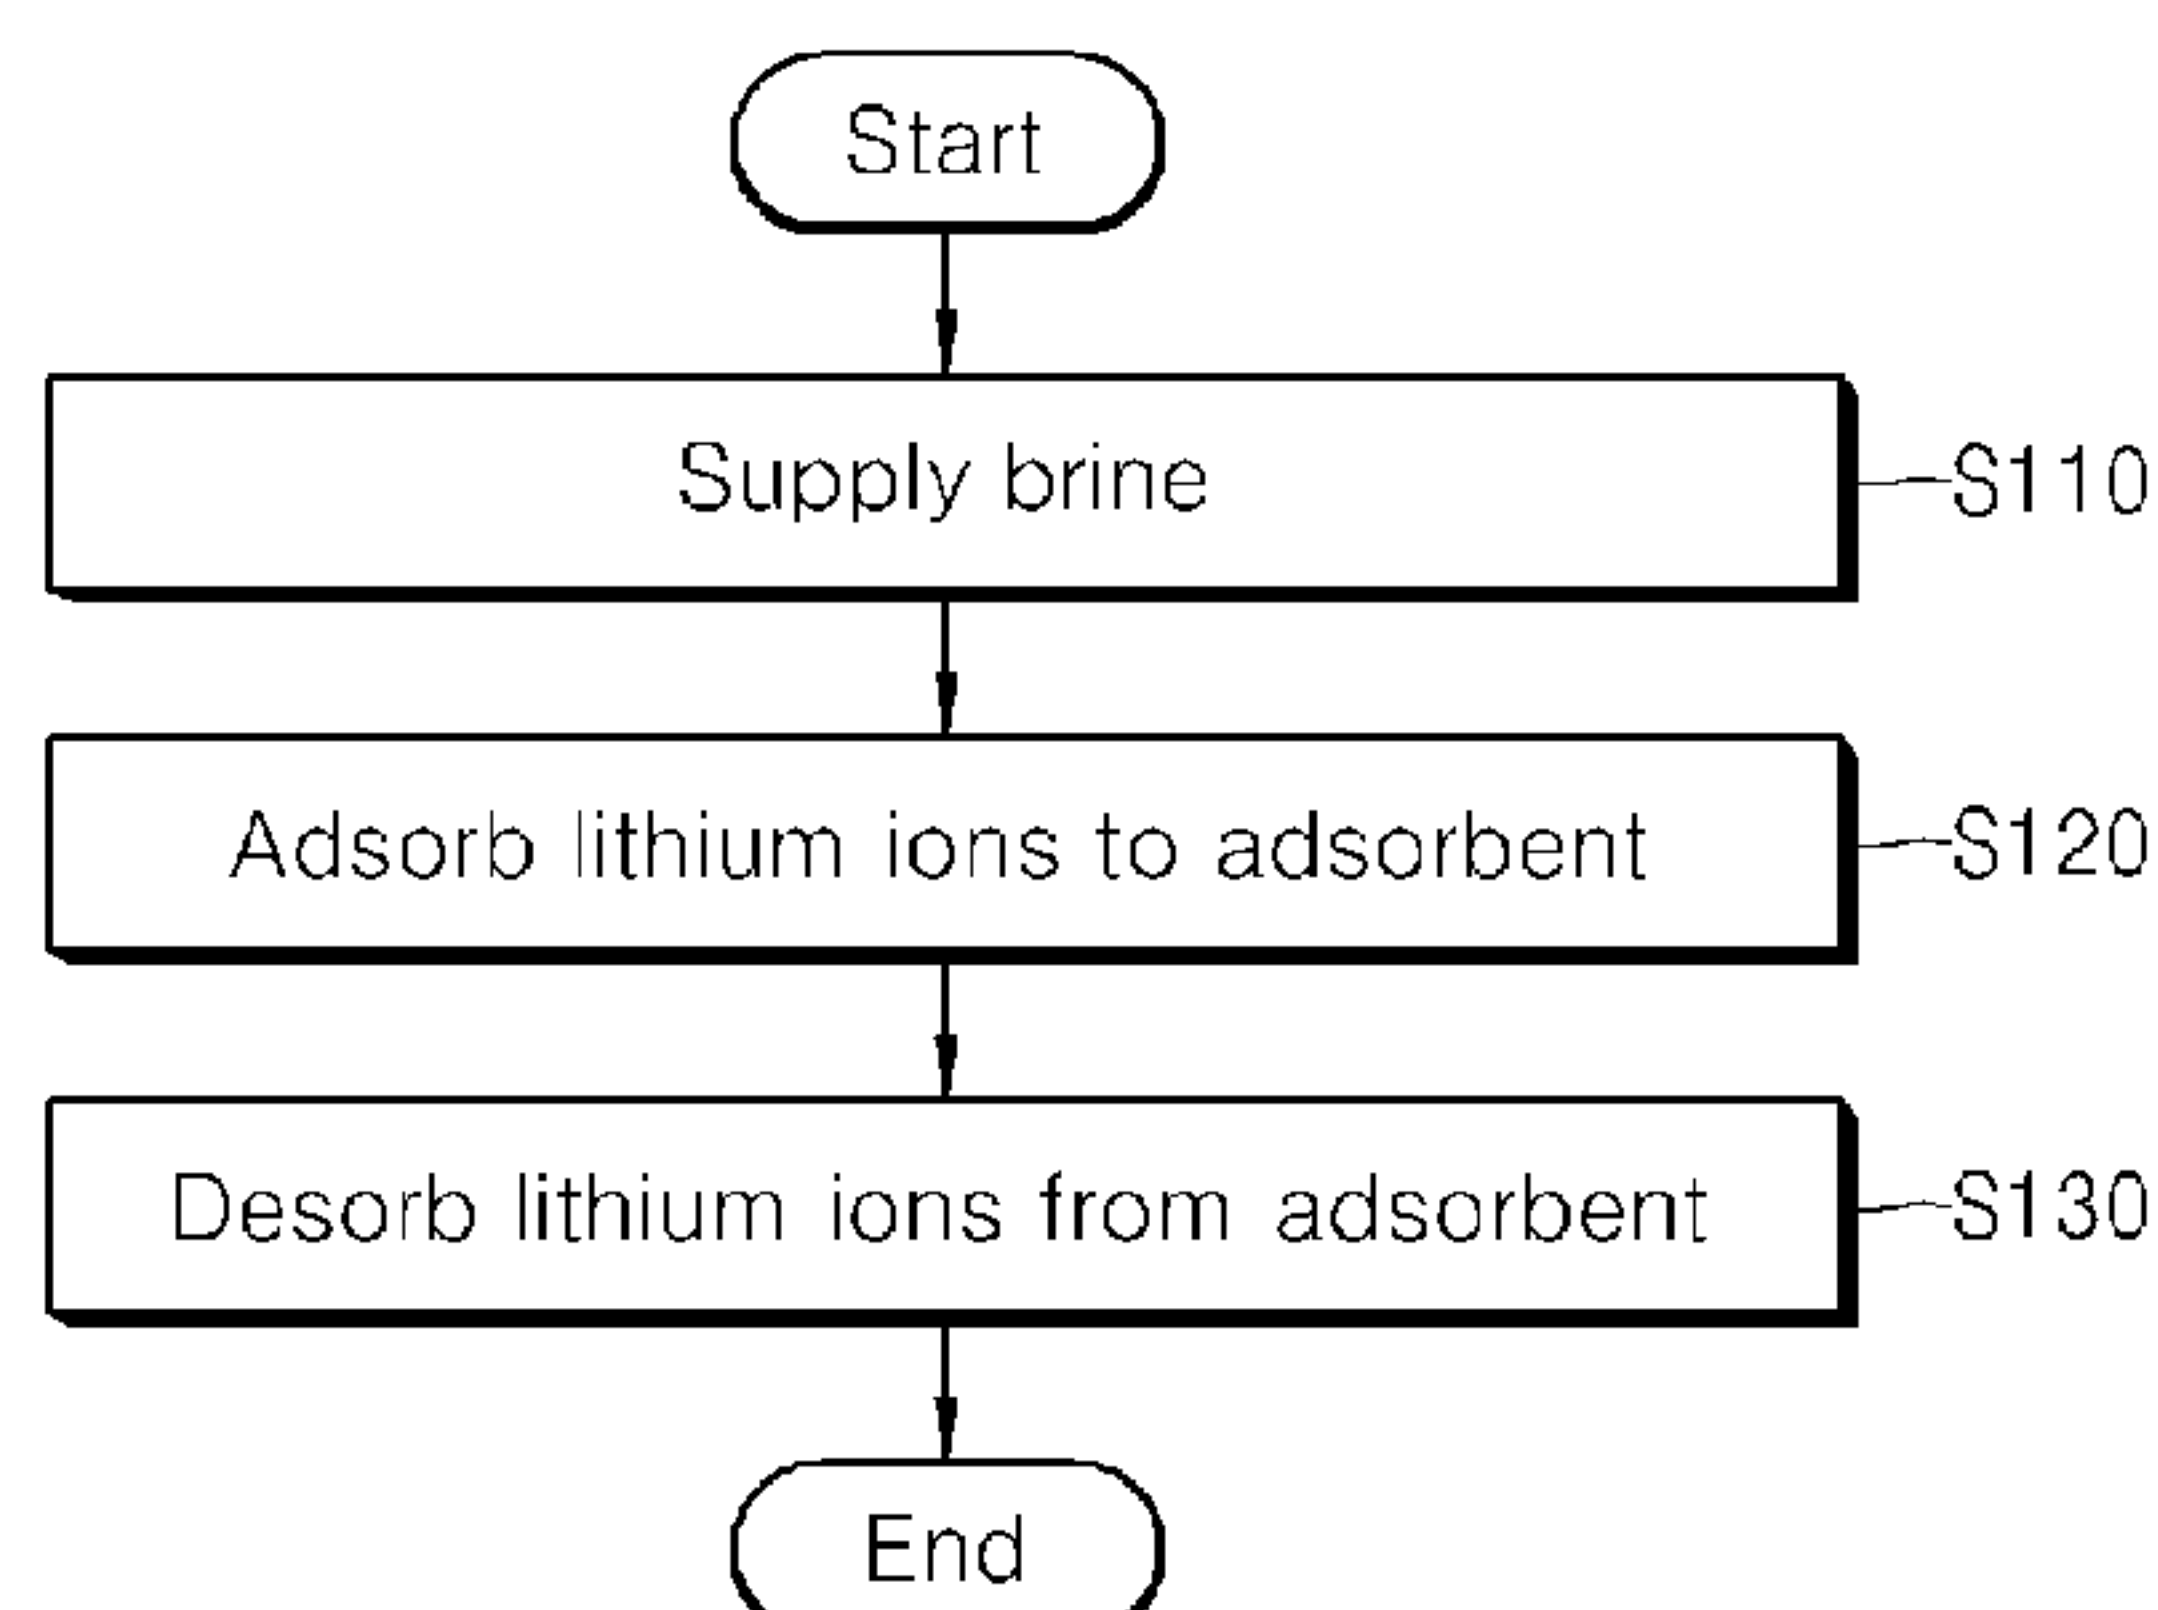 Start
Supply brine
S110
Adsorb lithium ions to adsorbent
S120
Desorb lithium ions from adsorbent
S130
End